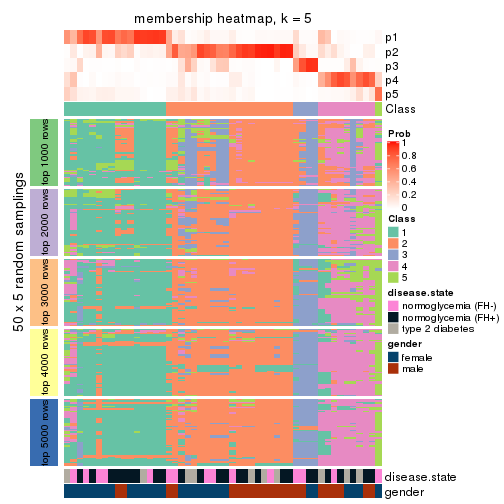 membership heatmap, k = 5
p1
p2
p3
p4
p5
Class
50 x 5 random samplings
top 1000 rows
top 2000 rows
top 3000 rows
top 4000 rows
top 5000 rows
disease.state
gender
Prob
1
0.8
0.6
0.4
0.2
0
Class
1
2
3
4
5
disease.state
normoglycemia (FH-)
normoglycemia (FH+)
type 2 diabetes
gender
female
male